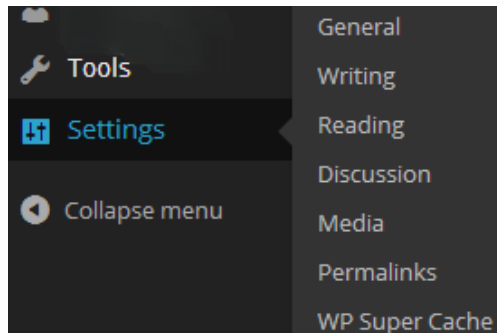 Tools
Settings
Collapse menu
General
Writing
Reading
Discussion
Media
Permalinks
WP Super Cache